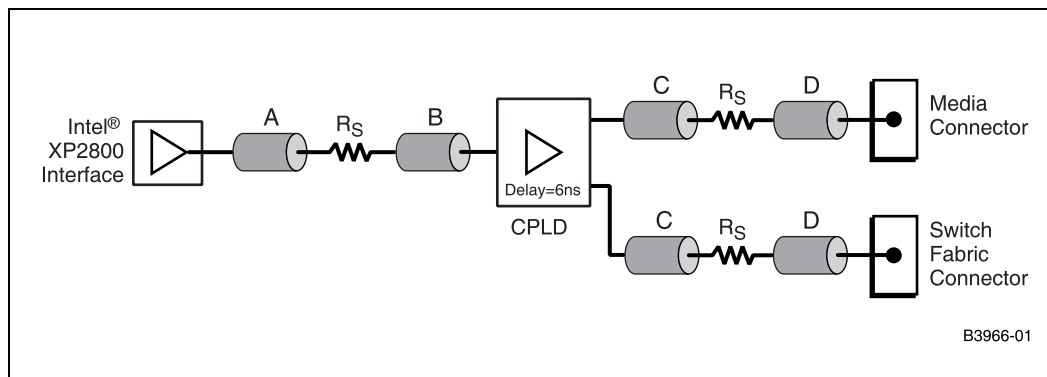 Intel®
XP2800
Interface
A
RS
B
Delay=6ns
CPLD
C
RS
D
Media
Connector
C
RS
D
Switch
Fabric
Connector
B3966-01